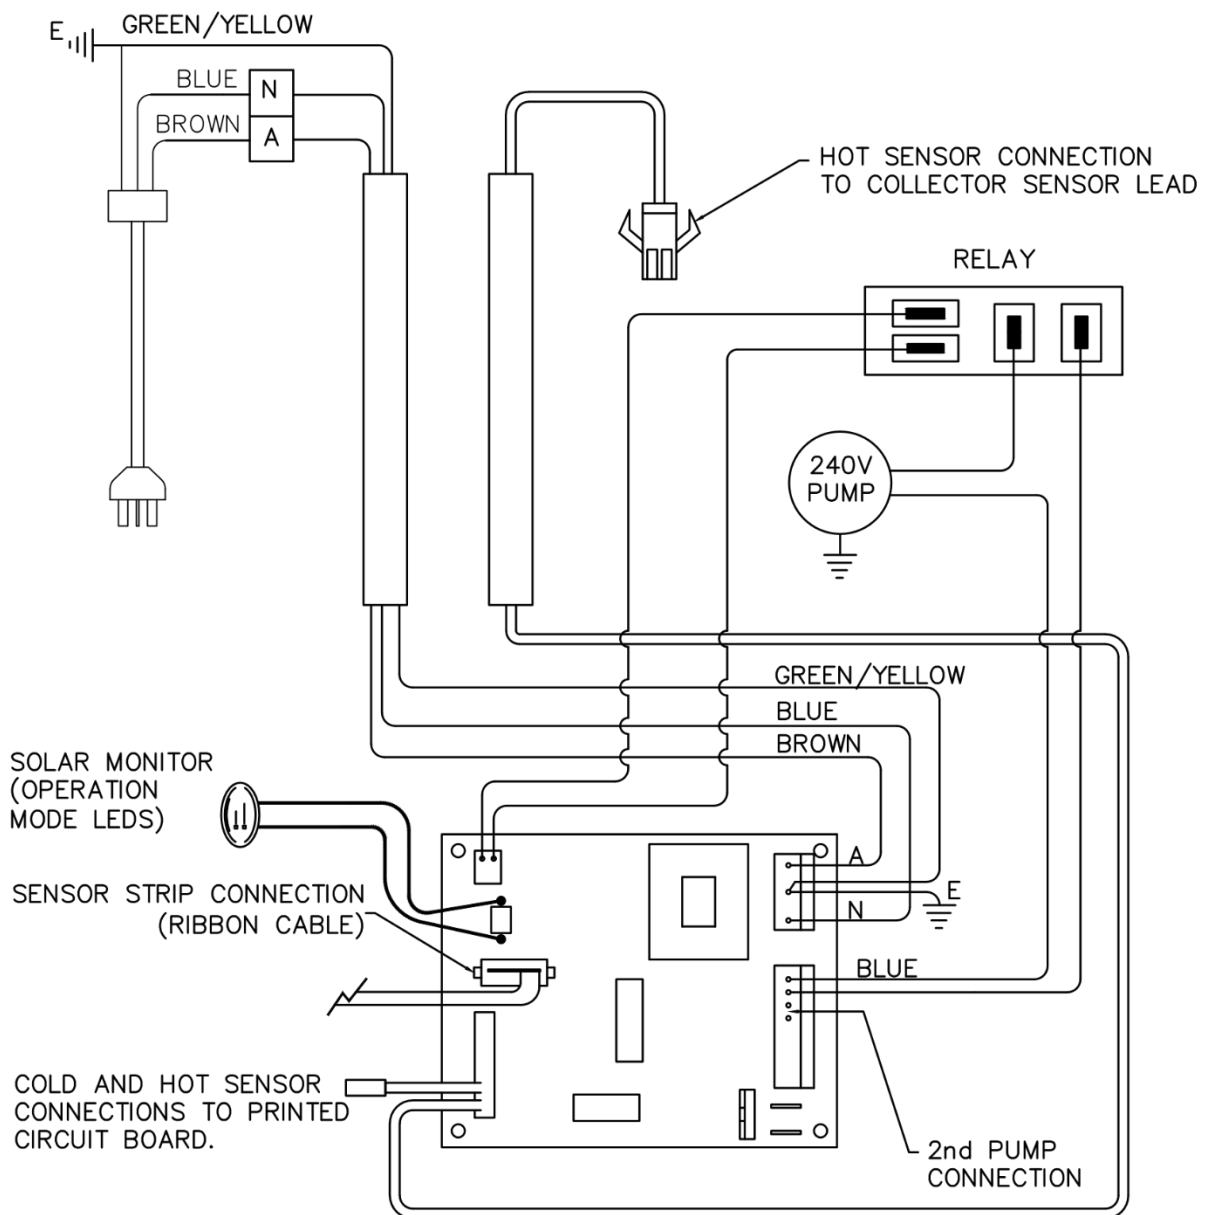 E
GREEN/YELLOW
BLUE
N
BROWN
A
HOT SENSOR CONNECTION
TO COLLECTOR SENSOR LEAD
RELAY
240V
PUMP
GREEN/YELLOW
BLUE
BROWN
SOLAR MONITOR
(OPERATION
MODE LEDS)
A
SENSOR STRIP CONNECTION
(RIBBON CABLE)
E
N
BLUE
COLD AND HOT SENSOR
CONNECTIONS TO PRINTED
CIRCUIT BOARD.
2nd PUMP
CONNECTION